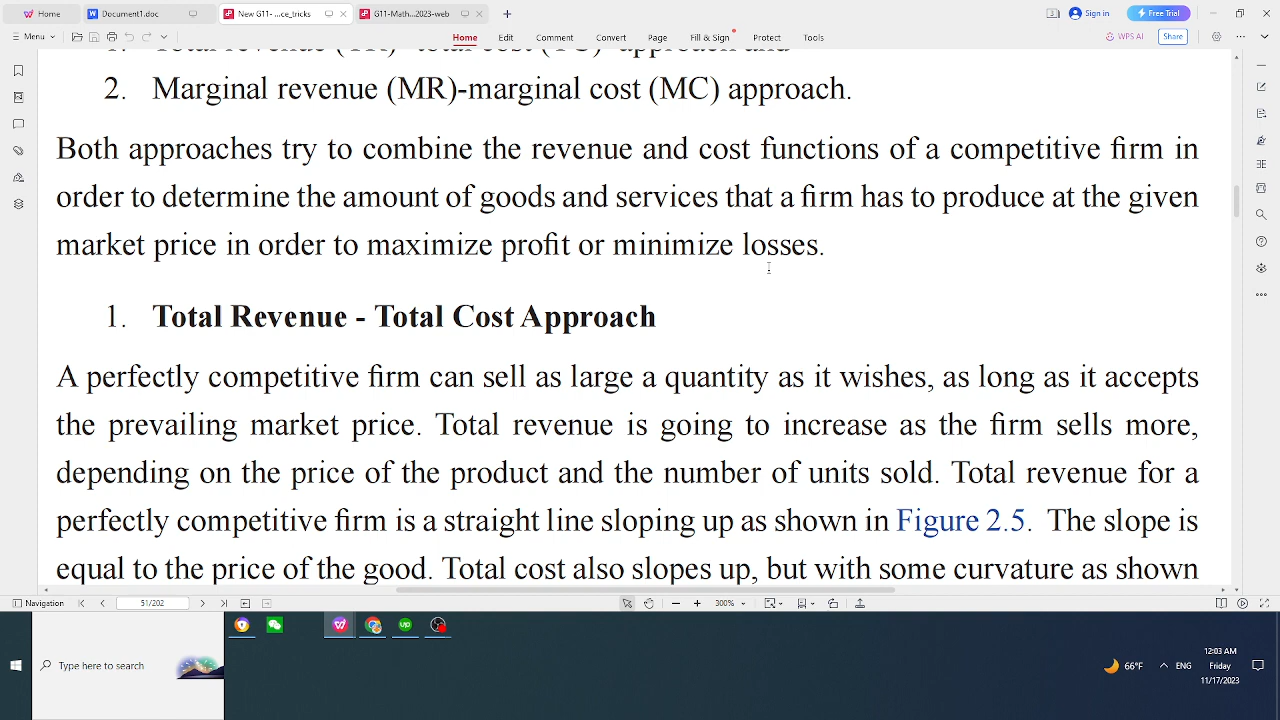 Home
Document1.doc
New G11- ...ce_tricks
G11-Math...2023-web
Sign in
Free Trial
Menu
Home
Edit
Comment
Convert
Page
Fill & Sign
Protect
Tools
WPS AI
Share
1. Total revenue (TR)- total cost (TC)- approach and
2. Marginal revenue (MR)-marginal cost (MC) approach.
Both approaches try to combine the revenue and cost functions of a competitive firm in
order to determine the amount of goods and services that a firm has to produce at the given
market price in order to maximize profit or minimize losses.
1. Total Revenue - Total Cost Approach
A perfectly competitive firm can sell as large a quantity as it wishes, as long as it accepts
the prevailing market price. Total revenue is going to increase as the firm sells more,
depending on the price of the product and the number of units sold. Total revenue for a
perfectly competitive firm is a straight line sloping up as shown in Figure 2.5. The slope is
equal to the price of the good. Total cost also slopes up, but with some curvature as shown
Navigation
51/202
300%
Type here to search
66°F
ENG
12:03 AM
Friday
11/17/2023